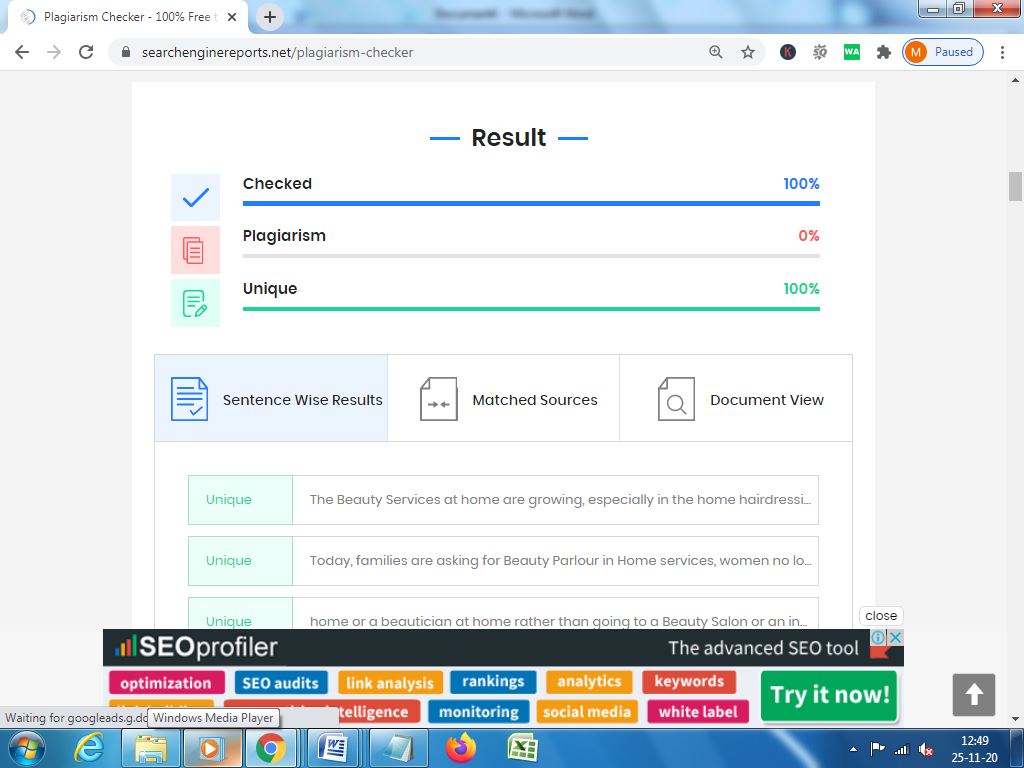 Plagiarism Checker - 100% Free t
searchenginereports.net/plagiarism-checker
WA
M Paused
Result
Checked 100%
Plagiarism 0%
Unique 100%
Sentence Wise Results
Matched Sources
Document View
Unique The Beauty Services at home are growing, especially in the home hairdressi...
Unique Today, families are asking for Beauty Parlour in Home services, women no lo...
Unique home or a beautician at home rather than going to a Beauty Salon or an in...
close
SEOprofiler The advanced SEO tool
optimization SEO audits link analysis rankings analytics keywords
monitoring social media white label
Try it now!
Waiting for googleads.g.dc
Windows Media Player
12:49
25-11-20